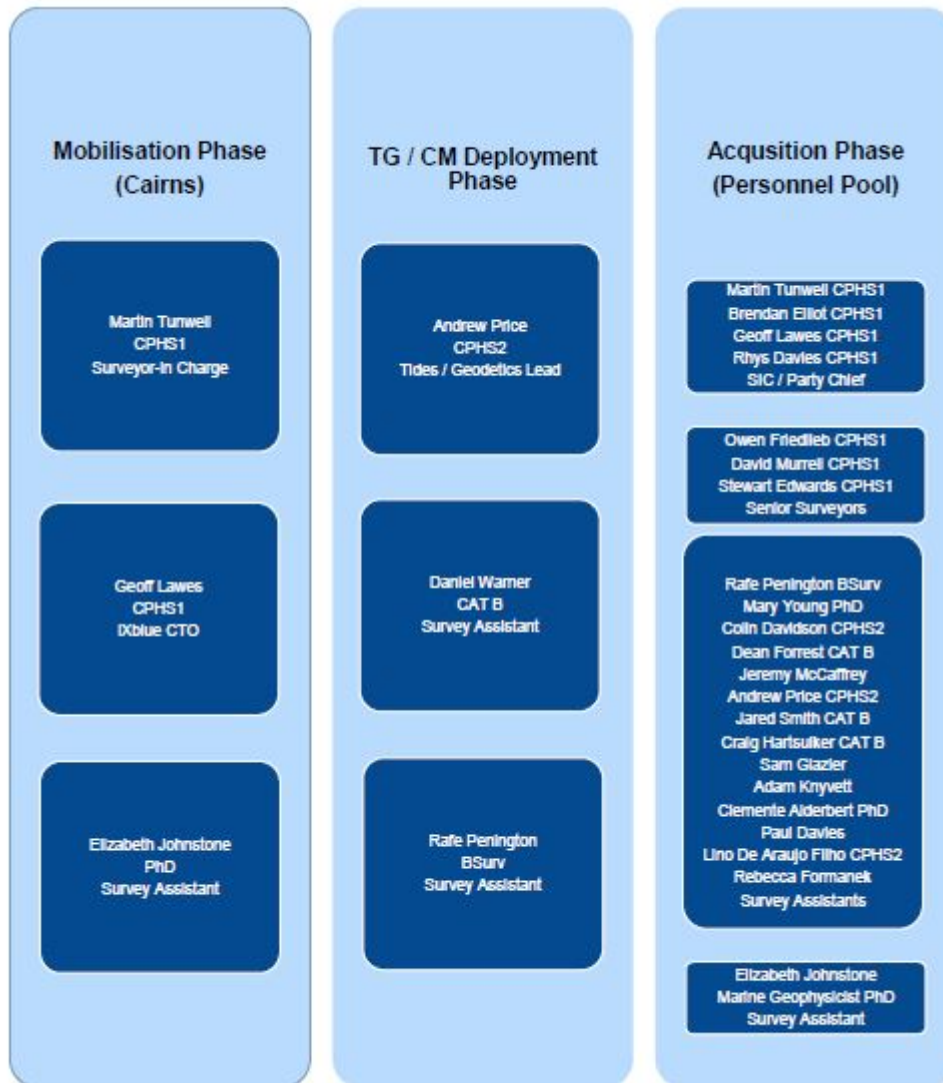 Mobilisation Phase
(Cairns)
Martin Tunwell
CPHS1
Surveyor-In Charge
Geoff Lawes
CPHS1
iXblue CTO
Elizabeth Johnstone
PhD
Survey Assistant
TG / CM Deployment
Phase
Andrew Price
CPHS2
Tides / Geodetics Lead
Daniel Warner
CAT B
Survey Assistant
Rafe Penington
BSurv
Survey Assistant
Acqusition Phase
(Personnel Pool)
Martin Tunwell CPHS1
Brendan Elliot CPHS1
Geoff Lawes CPHS1
Rhys Davies CPHS1
SIC / Party Chief
Owen Friedlieb CPHS1
David Murrell CPHS1
Stewart Edwards CPHS1
Senior Surveyors
Rafe Penington BSurv
Mary Young PhD
Colin Davidson CPHS2
Dean Forrest CAT B
Jeremy McCaffrey
Andrew Price CPHS2
Jared Smith CAT B
Craig Hartsuiker CAT B
Sam Glazier
Adam Knyvett
Clemente Alderbert PhD
Paul Davies
Lino De Araujo Filho CPHS2
Rebecca Formanek
Survey Assistants
Elizabeth Johnstone
Marine Geophysicist PhD
Survey Assistant